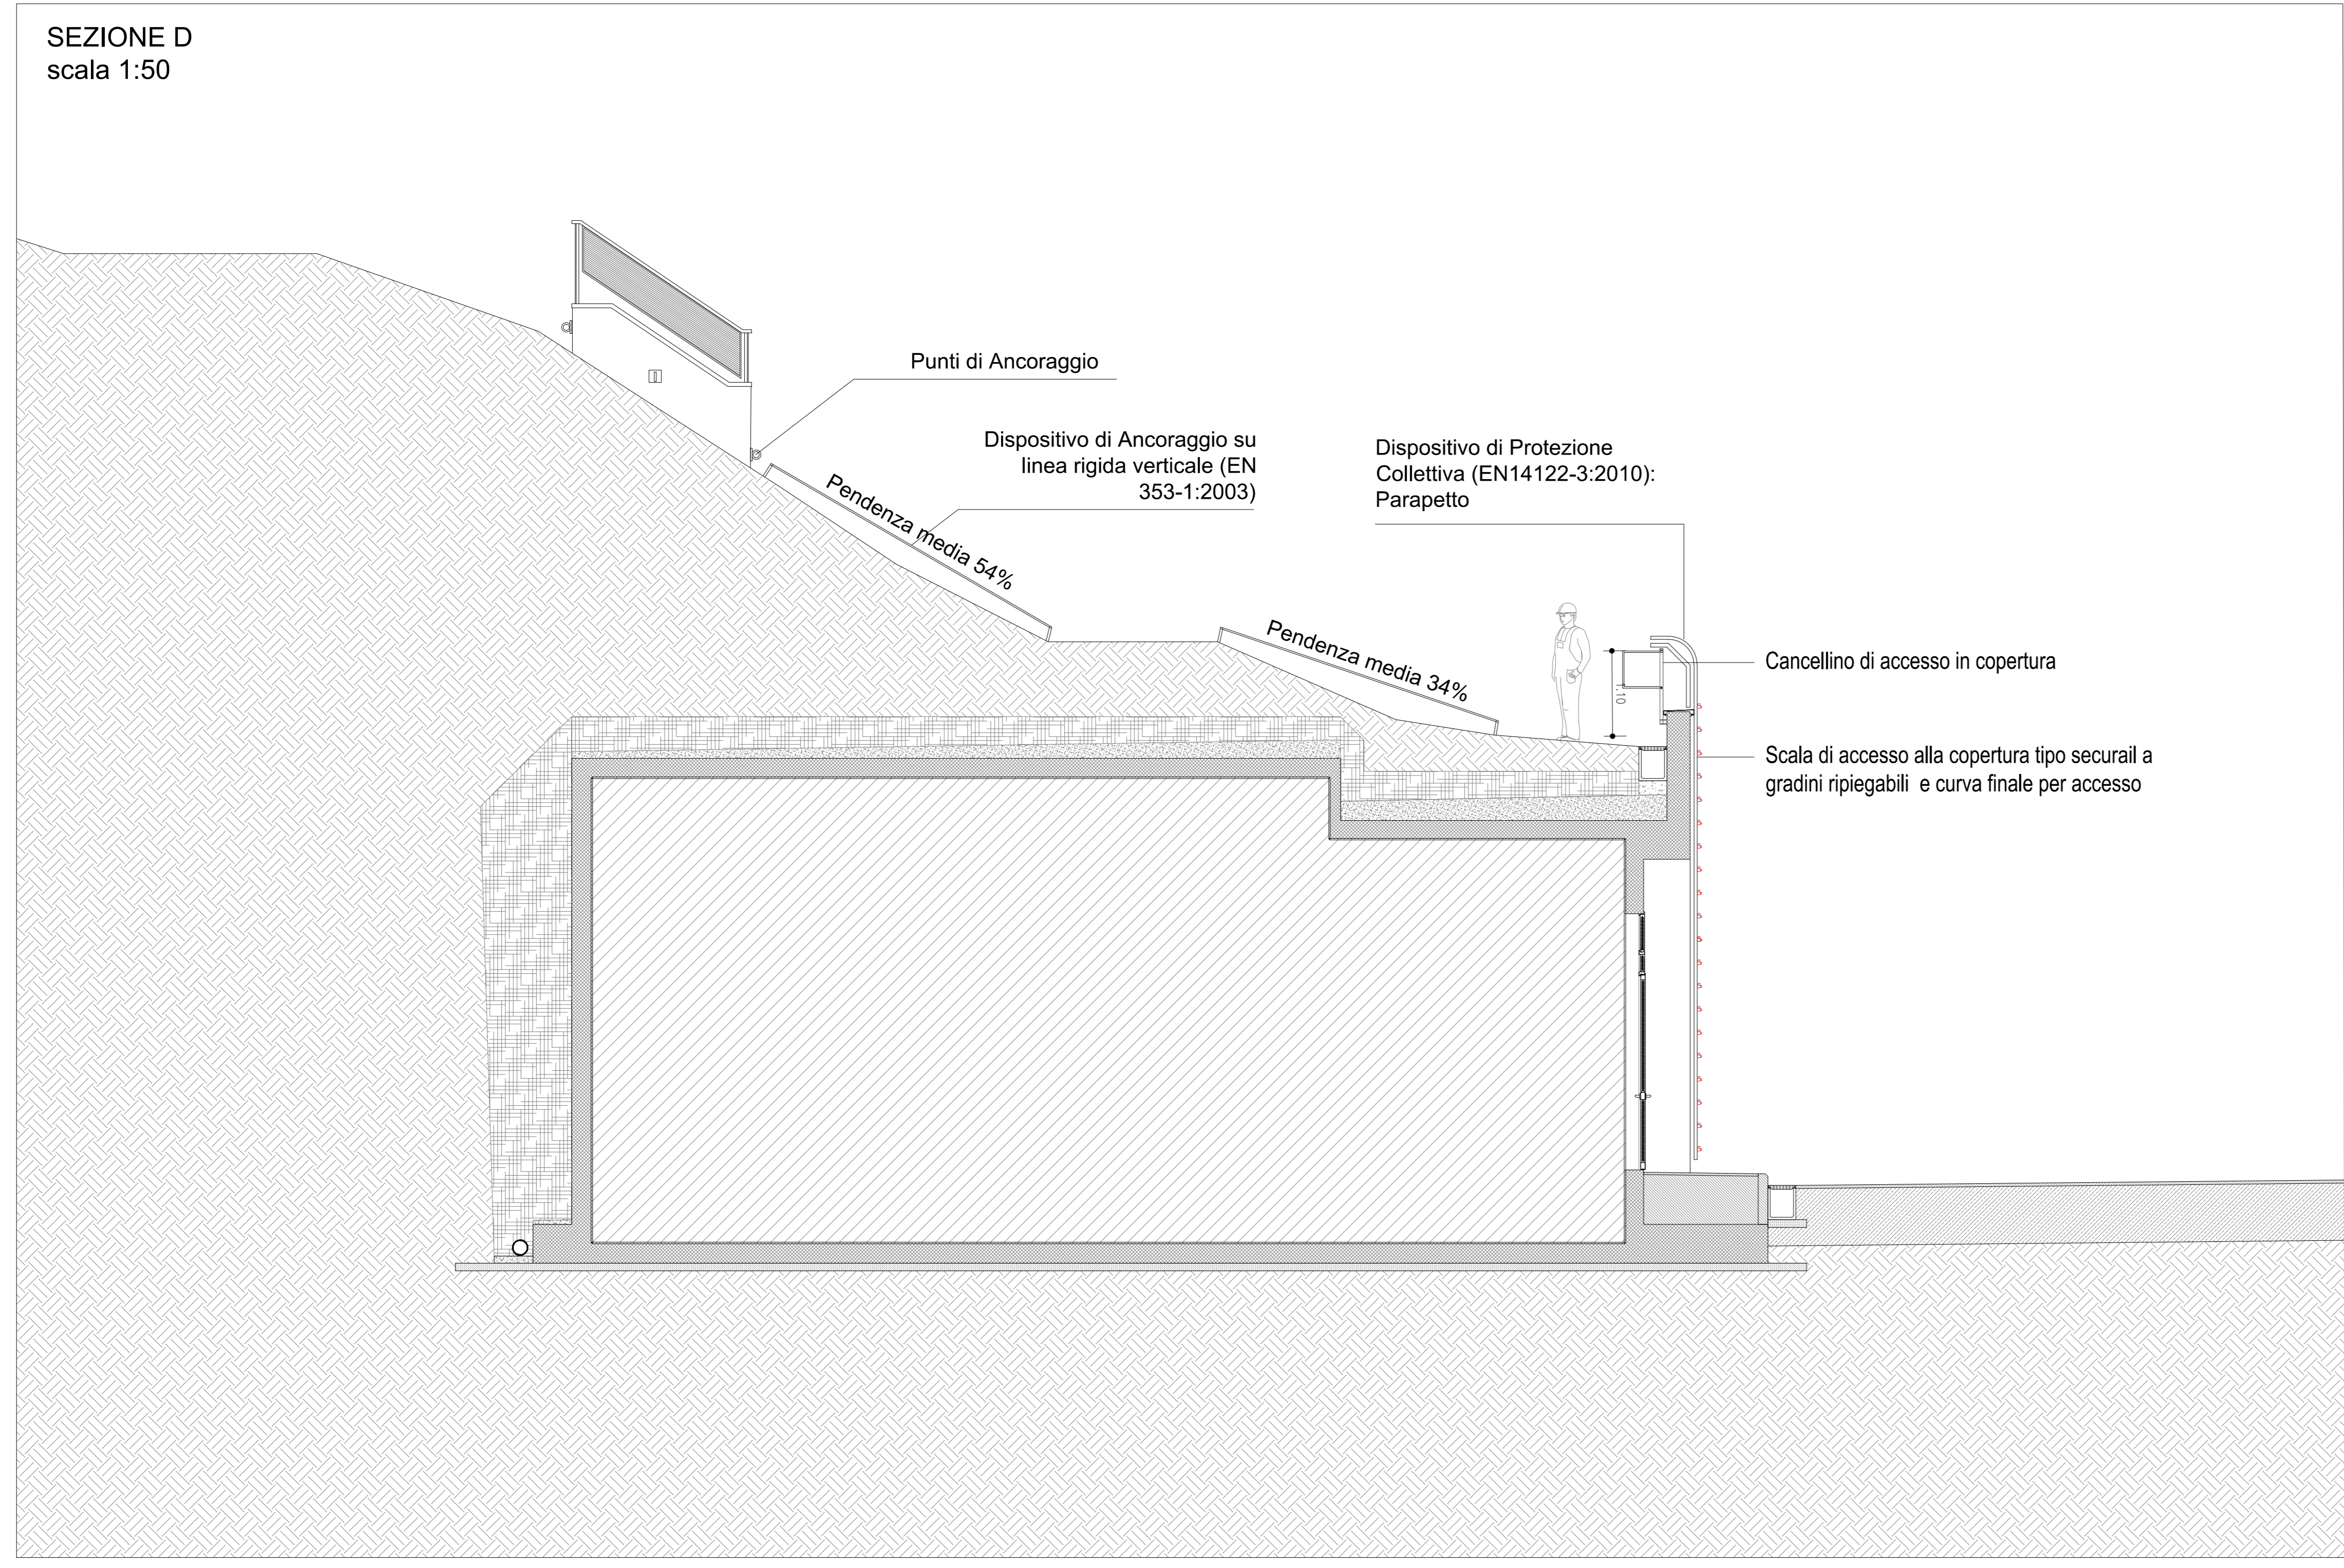 SEZIONE D
scala 1:50
Punti di Ancoraggio
Dispositivo di Ancoraggio su
linea rigida verticale (EN
353-1:2003)
Dispositivo di Protezione
Collettiva (EN14122-3:2010):
Parapetto
Pendenza media 54%
Pendenza media 34%
Cancellino di accesso in copertura
Scala di accesso alla copertura tipo securail a
gradini ripiegabili e curva finale per accesso